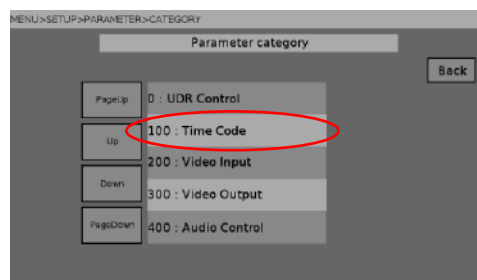 MENU>SETUP>PARAMETER>CATEGORY
Parameter category
Back
PageUp
0 : UDR Control
100 : Time Code
Up
200 : Video Input
Down
300 : Video Output
PageDown
400 : Audio Control